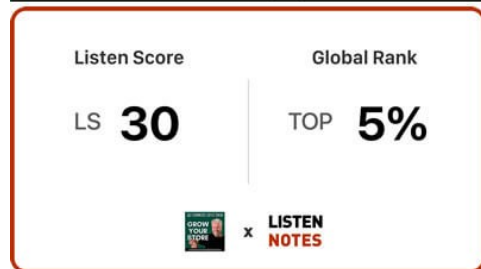 Listen Score
Global Rank
LS 30
TOP 5%
GROW
YOUR
STORE
x
LISTEN
NOTES